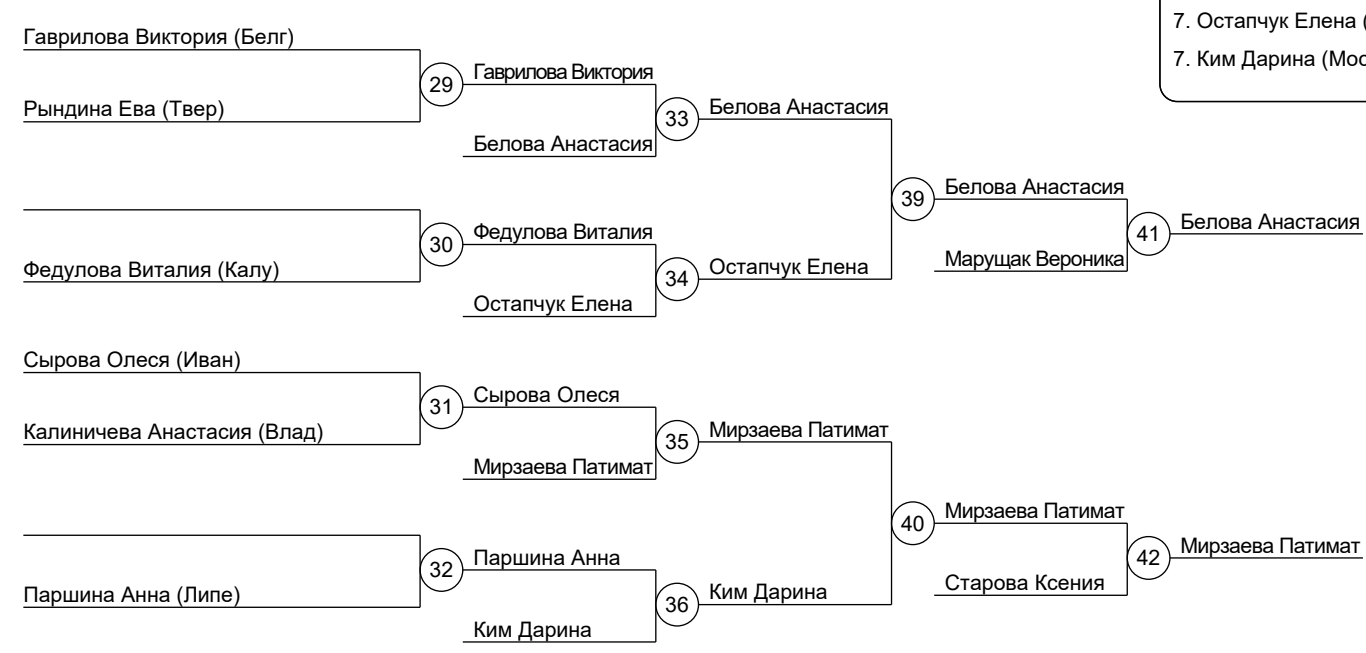 7. Остапчук Елена (
7. Ким Дарина (Мос
Гаврилова Виктория (Белг)
29
Гаврилова Виктория
Рындина Ева (Твер)
33
Белова Анастасия
Белова Анастасия
39
Белова Анастасия
30
Федулова Виталия
41
Белова Анастасия
Федулова Виталия (Калу)
34
Остапчук Елена
Марущак Вероника
Остапчук Елена
Сырова Олеся (Иван)
31
Сырова Олеся
Калиничева Анастасия (Влад)
35
Мирзаева Патимат
Мирзаева Патимат
40
Мирзаева Патимат
32
Паршина Анна
42
Мирзаева Патимат
Паршина Анна (Липе)
36
Ким Дарина
Старова Ксения
Ким Дарина